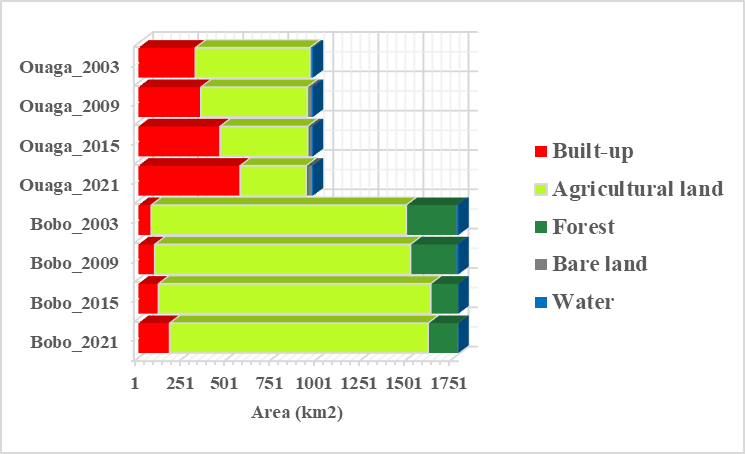 Ouaga_2003
Ouaga_2009
Ouaga_2015
Ouaga_2021
Bobo_2003
Bobo_2009
Bobo_2015
Bobo_2021
1 251 501 751 1001 1251 1501 1751
Area (km2)
Built-up
Agricultural land
Forest
Bare land
Water